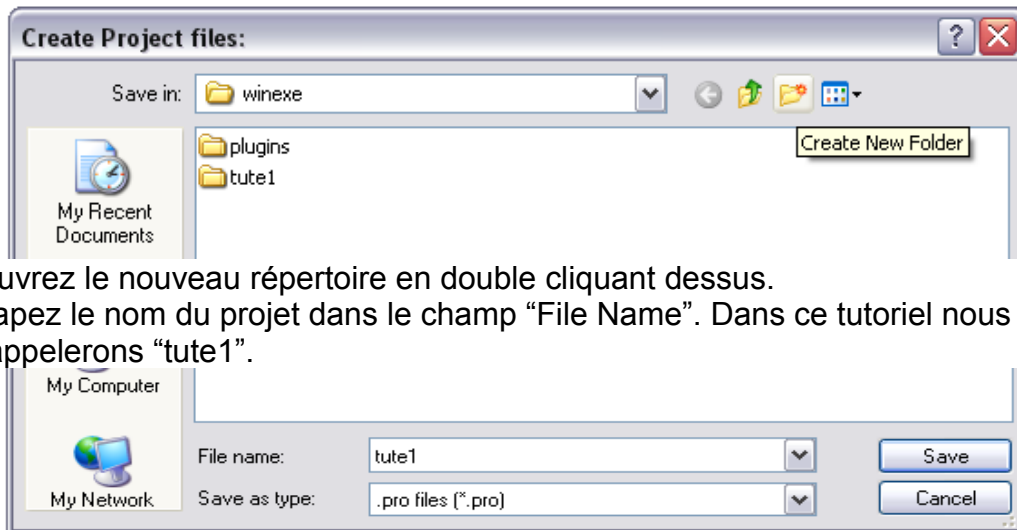 Create Project files:
Save in: winexe
Create New Folder
plugins
tute1
My Recent
Documents
uvrez le nouveau répertoire en double cliquant dessus.
apez le nom du projet dans le champ “File Name”. Dans ce tutoriel nous
appelerons “tute1”.
My Computer
File name: tute1 Save
My Network Save as type: .pro files (*.pro) Cancel